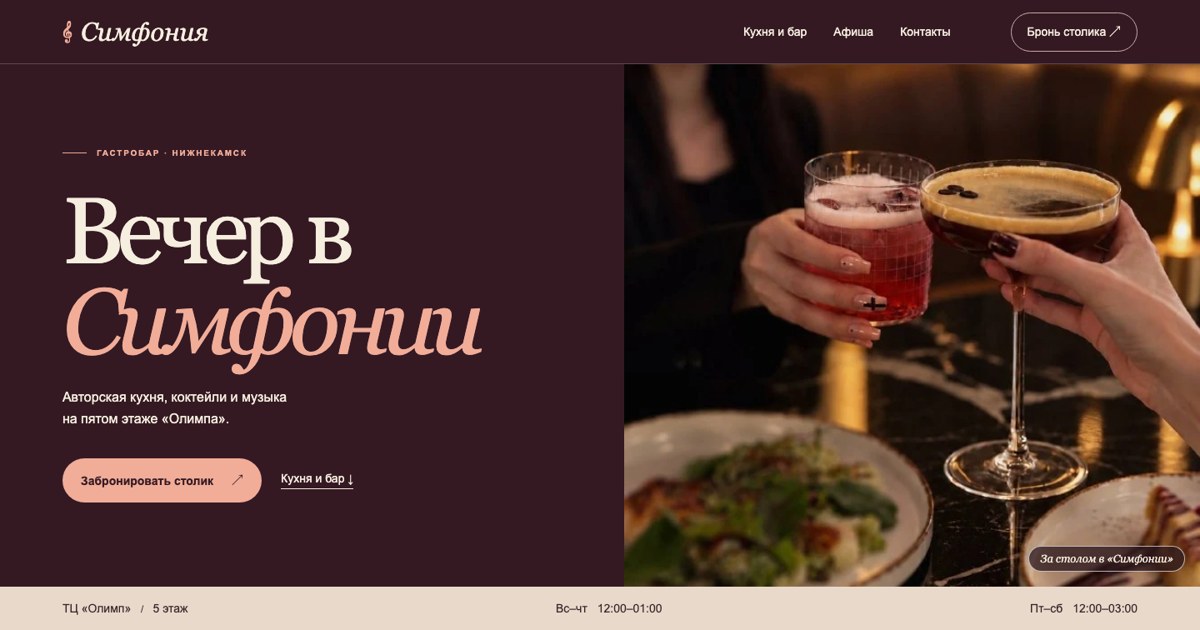 Симфония
Кухня и бар
Афиша
Контакты
Бронь столика ↗
ГАСТРОБАР · НИЖНЕКАМСК
Вечер в
Симфонии
Авторская кухня, коктейли и музыка
на пятом этаже «Олимпа».
Забронировать столик ↗
Кухня и бар ↓
За столом в «Симфонии»
ТЦ «Олимп» / 5 этаж
Вс–чт 12:00–01:00
Пт–сб 12:00–03:00